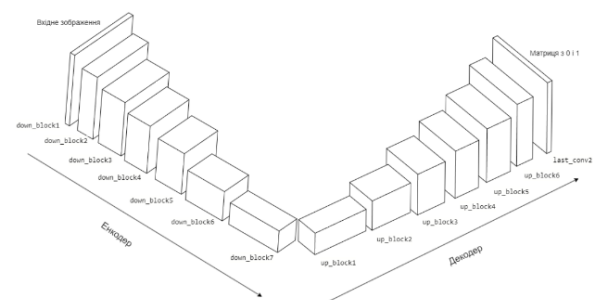 Вхідне зображення
down_block1
down_block2
down_block3
down_block4
down_block5
down_block6
down_block7
Енкодер
Матриця з 0 і 1
last_conv2
up_block6
up_block5
up_block4
up_block3
up_block2
up_block1
Декодер